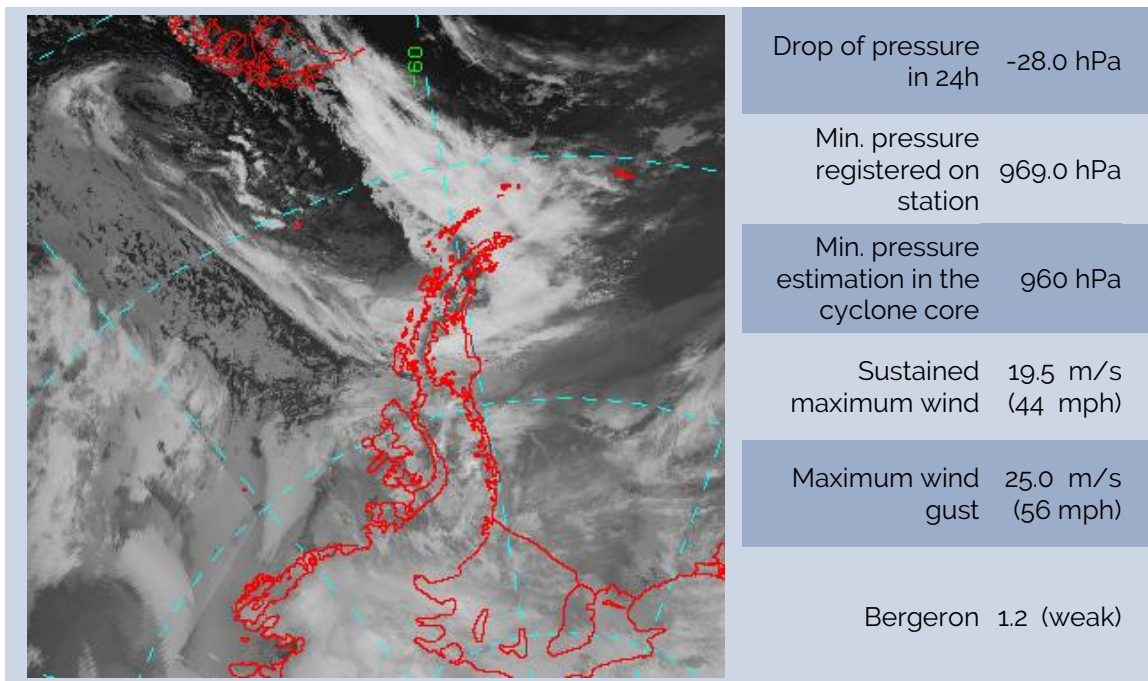 -60
Drop of pressure
in 24h
-28.0 hPa
Min. pressure
registered on
station
969.0 hPa
Min. pressure
estimation in the
cyclone core
960 hPa
Sustained
maximum wind
19.5 m/s
(44 mph)
Maximum wind
gust
25.0 m/s
(56 mph)
Bergeron
1.2 (weak)